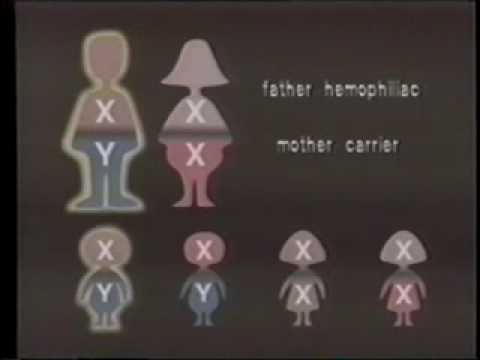 X X
father hemophiliac
Y X
mother carrier
X X X X
Y Y X X